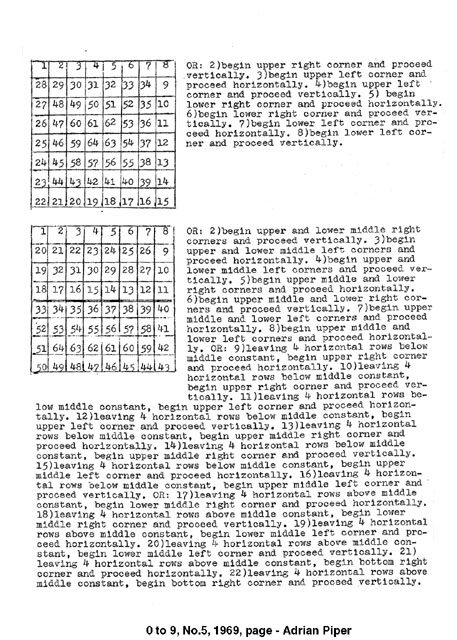 1 2 3 4 5 6 7 8
28 29 30 31 32 33 34 9
27 48 49 50 51 52 35 10
26 47 60 61 62 53 36 11
25 46 59 64 63 54 37 12
24 45 58 57 56 55 38 13
23 44 43 42 41 40 39 14
22 21 20 19 18 17 16 15
OR: 2)begin upper right corner and proceed
vertically. 3)begin upper left corner and
proceed horizontally. 4)begin upper left
corner and proceed vertically. 5) begin
lower right corner and proceed horizontally.
6)begin lower right corner and proceed ver-
tically. 7)begin lower left corner and pro-
ceed horizontally. 8)begin lower left cor-
ner and proceed vertically.
1 2 3 4 5 6 7 8
20 21 22 23 24 25 26 9
19 32 31 30 29 28 27 10
18 17 16 15 14 13 12 11
33 34 35 36 37 38 39 40
52 53 54 55 56 57 58 41
51 64 63 62 61 60 59 42
50 49 48 47 46 45 44 43
OR: 2)begin upper and lower middle right
corners and proceed vertically. 3)begin
upper and lower middle left corners and
proceed horizontally. 4)begin upper and
lower middle left corners and proceed ver-
tically. 5)begin upper middle and lower
right corners and proceed horizontally.
6)begin upper middle and lower right cor-
ners and proceed vertically. 7)begin upper
middle and lower left corners and proceed
horizontally. 8)begin upper middle and
lower left corners and proceed horizontal-
ly. OR: 9)leaving 4 horizontal rows below
middle constant, begin upper right corner
and proceed horizontally. 10)leaving 4
horizontal rows below middle constant,
begin upper right corner and proceed ver-
tically. 11)leaving 4 horizontal rows be-
low middle constant, begin upper left corner and proceed horizon-
tally. 12)leaving 4 horizontal rows below middle constant, begin
upper left corner and proceed vertically. 13)leaving 4 horizontal
rows below middle constant, begin upper middle right corner and
proceed horizontally. 14)leaving 4 horizontal rows below middle
constant, begin upper middle right corner and proceed vertically.
15)leaving 4 horizontal rows below middle constant, begin upper
middle left corner and proceed horizontally. 16)leaving 4 horizon-
tal rows below middle constant, begin upper middle left corner and
proceed vertically. OR: 17)leaving 4 horizontal rows above middle
constant, begin lower middle right corner and proceed horizontally.
18)leaving 4 horizontal rows above middle constant, begin lower
middle right corner and proceed vertically. 19)leaving 4 horizontal
rows above middle constant, begin lower middle left corner and pro-
ceed horizontally. 20)leaving 4 horizontal rows above middle con-
stant, begin lower middle left corner and proceed vertically. 21)
leaving 4 horizontal rows above middle constant, begin bottom right
corner and proceed horizontally. 22)leaving 4 horizontal rows above
middle constant, begin bottom right corner and proceed vertically.
0 to 9, No.5, 1969, page - Adrian Piper